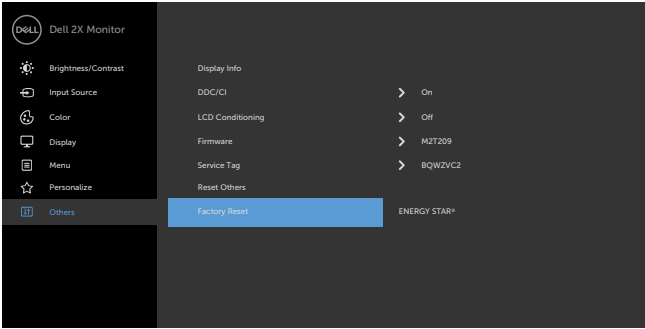 DELL Dell 2X Monitor
Brightness/Contrast Display Info
Input Source DDC/CI On
Color LCD Conditioning Off
Display Firmware M2T209
Menu Service Tag BQWZVC2
Personalize Reset Others
Others Factory Reset ENERGY STAR®